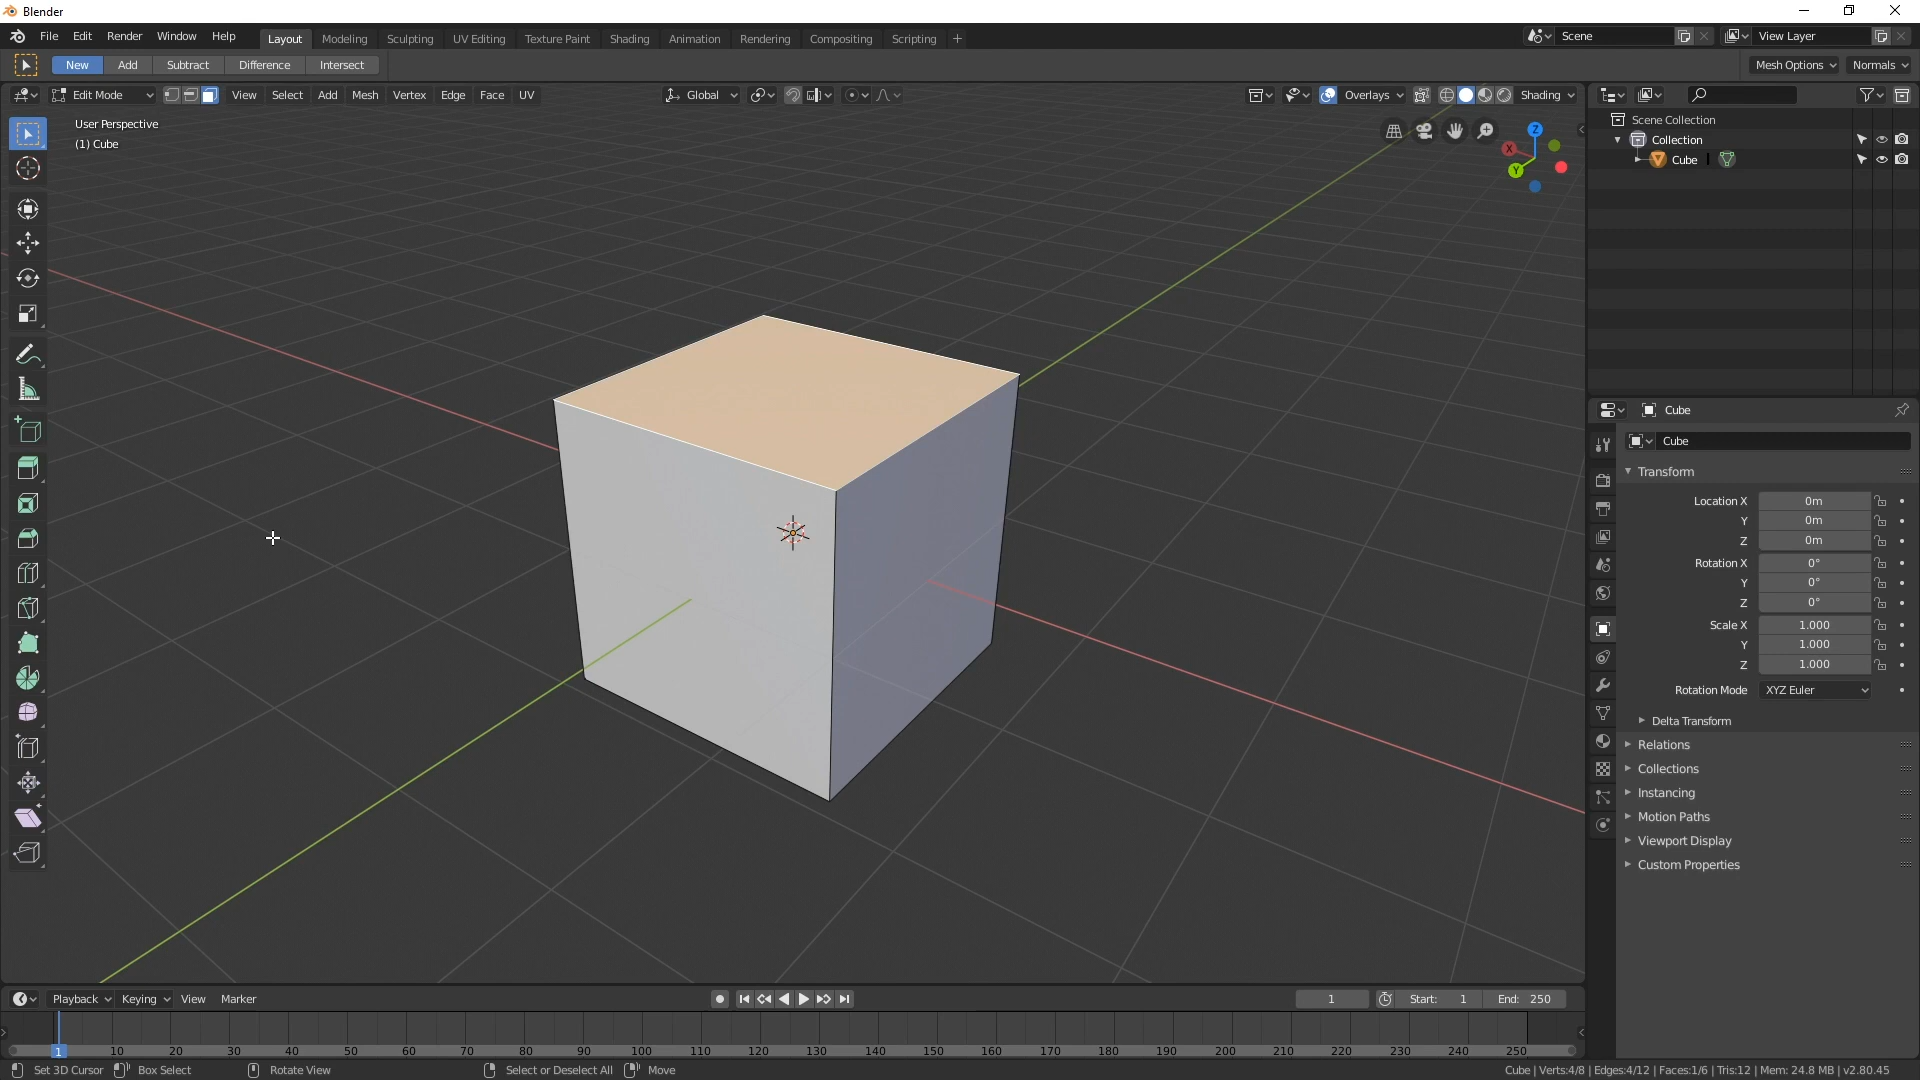 Blender
File Edit Render Window Help Layout Modeling Sculpting UV Editing Texture Paint Shading Animation Rendering Compositing Scripting + Scene View Layer
New Add Subtract Difference Intersect Mesh Options Normals
Edit Mode View Select Add Mesh Vertex Edge Face UV Global Overlays Shading
User Perspective
(1) Cube
Z
X
Y
Scene Collection
Collection
Cube
Cube
Cube
Transform
Location X 0m
Y 0m
Z 0m
Rotation X 0°
Y 0°
Z 0°
Scale X 1.000
Y 1.000
Z 1.000
Rotation Mode XYZ Euler
Delta Transform
Relations
Collections
Instancing
Motion Paths
Viewport Display
Custom Properties
Playback Keying View Marker 1 Start: 1 End: 250
1 10 20 30 40 50 60 70 80 90 100 110 120 130 140 150 160 170 180 190 200 210 220 230 240 250
Set 3D Cursor Box Select Rotate View Select or Deselect All Move Cube | Verts:4/8 | Edges:4/12 | Faces:1/6 | Tris:12 | Mem: 24.8 MB | v2.80.45